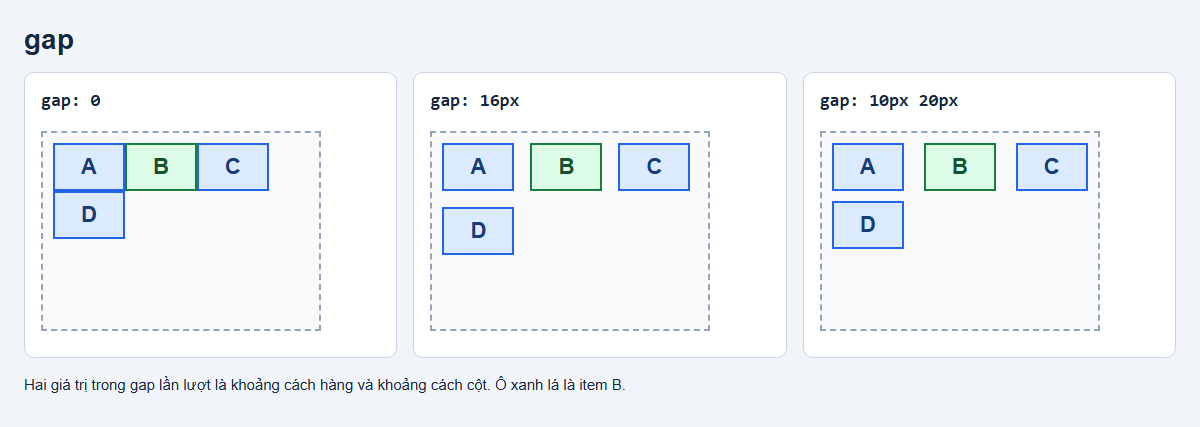 gap
gap: 0
A B C
D
gap: 16px
A B C
D
gap: 10px 20px
A B C
D
Hai giá trị trong gap lần lượt là khoảng cách hàng và khoảng cách cột. Ô xanh lá là item B.